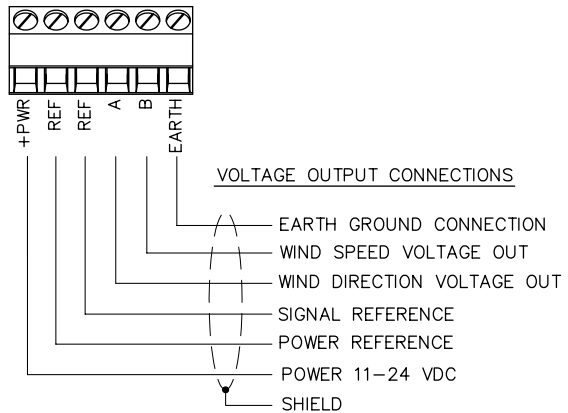 +PWR
REF
REF
A
B
EARTH
VOLTAGE OUTPUT CONNECTIONS
EARTH GROUND CONNECTION
WIND SPEED VOLTAGE OUT
WIND DIRECTION VOLTAGE OUT
SIGNAL REFERENCE
POWER REFERENCE
POWER 11–24 VDC
SHIELD